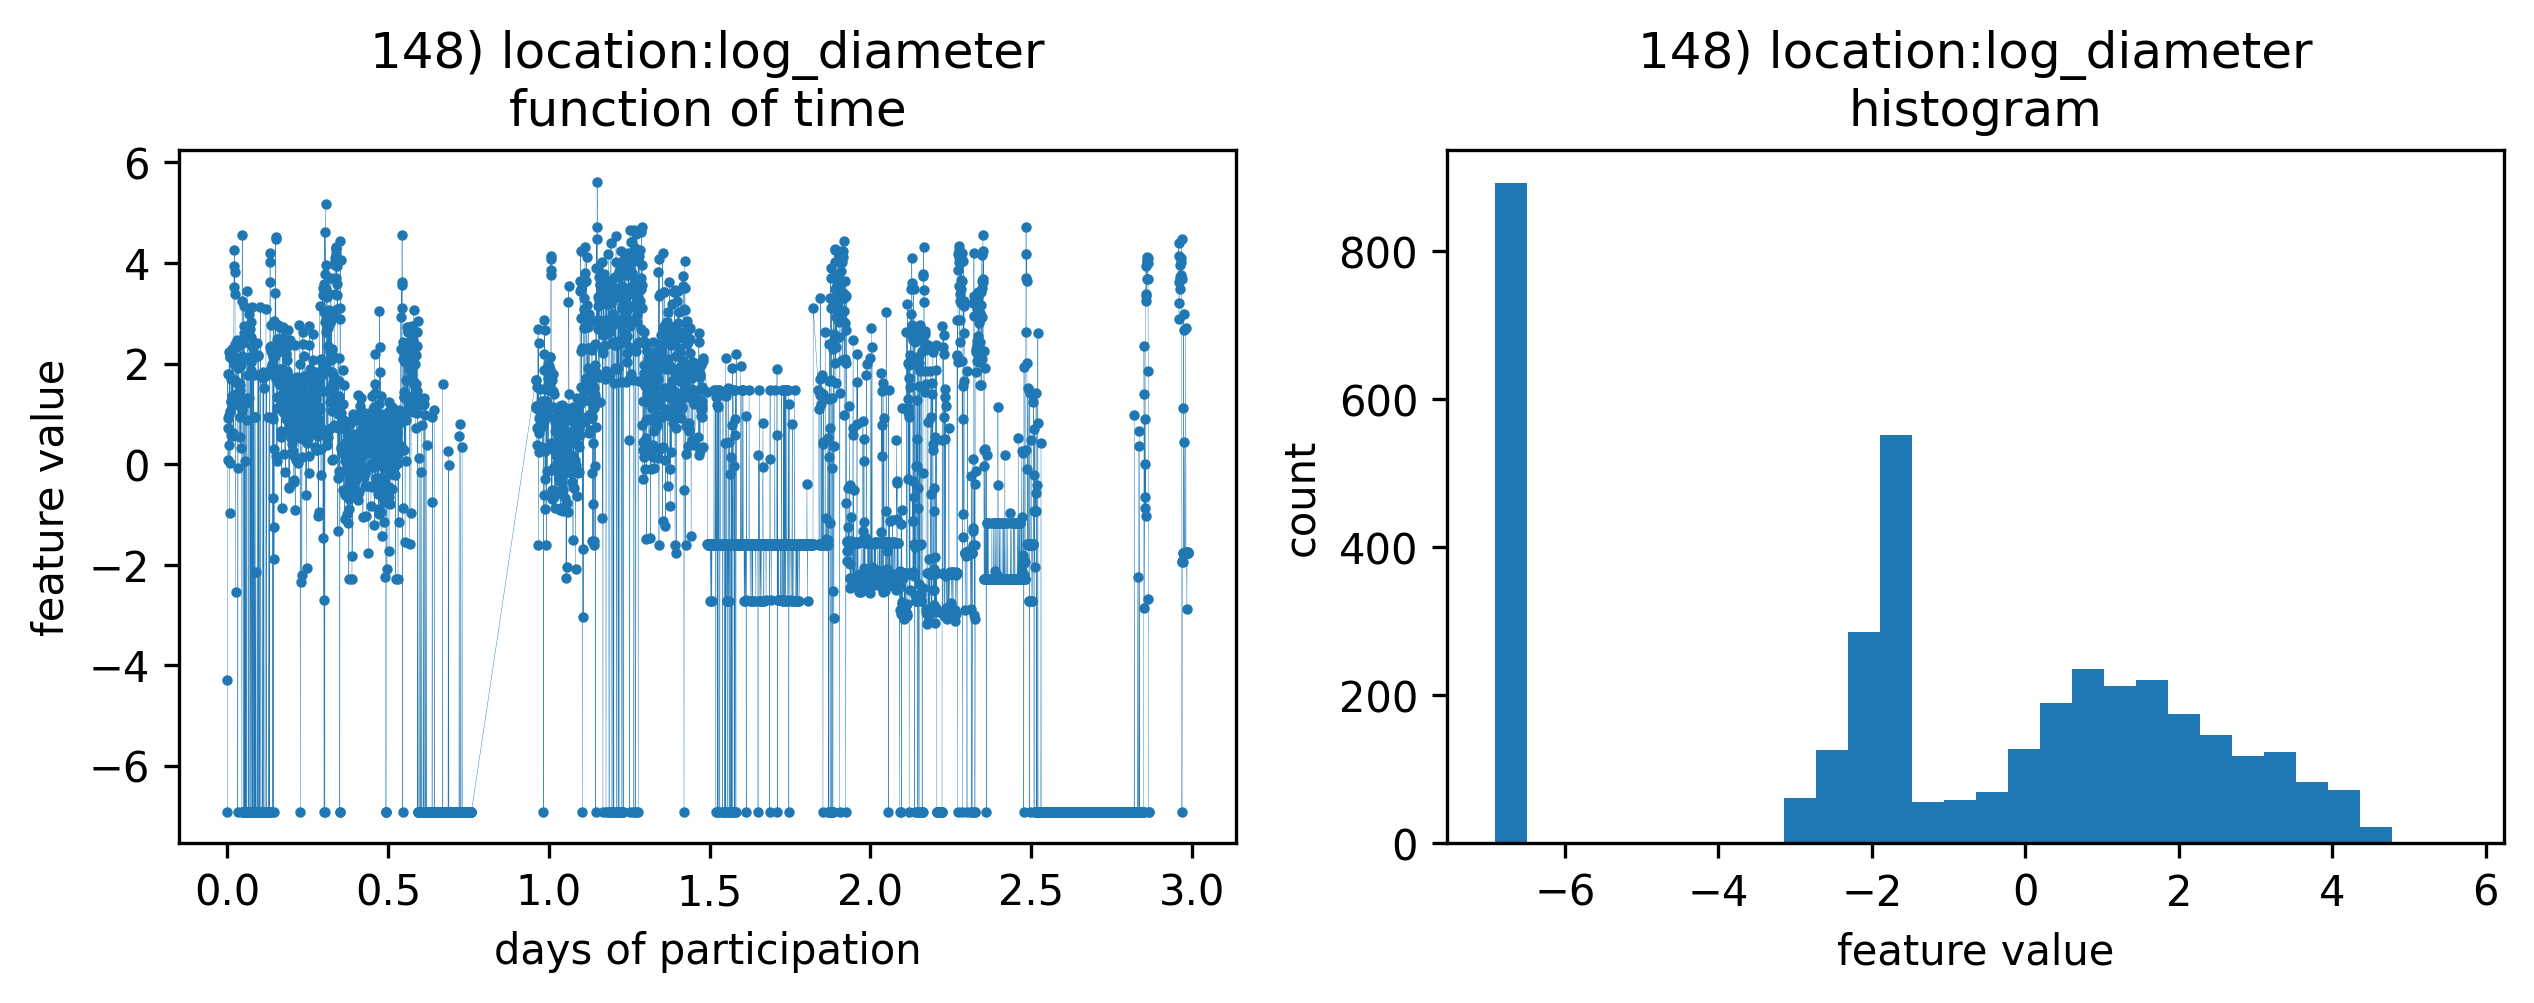 148) location:log_diameter
function of time
6
4
2
0
−2
−4
−6
feature value
0.0 0.5 1.0 1.5 2.0 2.5 3.0
days of participation
148) location:log_diameter
histogram
800
600
400
200
0
count
−6 −4 −2 0 2 4 6
feature value